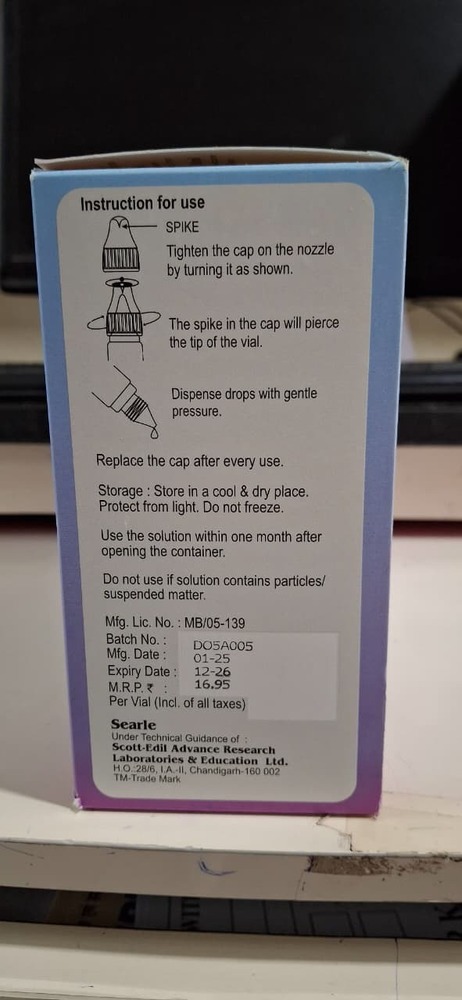 Instruction for use
SPIKE
Tighten the cap on the nozzle
by turning it as shown.
The spike in the cap will pierce
the tip of the vial.
Dispense drops with gentle
pressure.
Replace the cap after every use.
Storage : Store in a cool & dry place.
Protect from light. Do not freeze.
Use the solution within one month after
opening the container.
Do not use if solution contains particles/
suspended matter.
Mfg. Lic. No. : MB/05-139
Batch No. : DO5A005
Mfg. Date : 01-25
Expiry Date : 12-26
M.R.P. ₹ : 16.95
Per Vial (Incl. of all taxes)
Searle
Under Technical Guidance of :
Scott-Edil Advance Research
Laboratories & Education Ltd.
H.O.:28/6, I.A.-II, Chandigarh-160 002
TM-Trade Mark